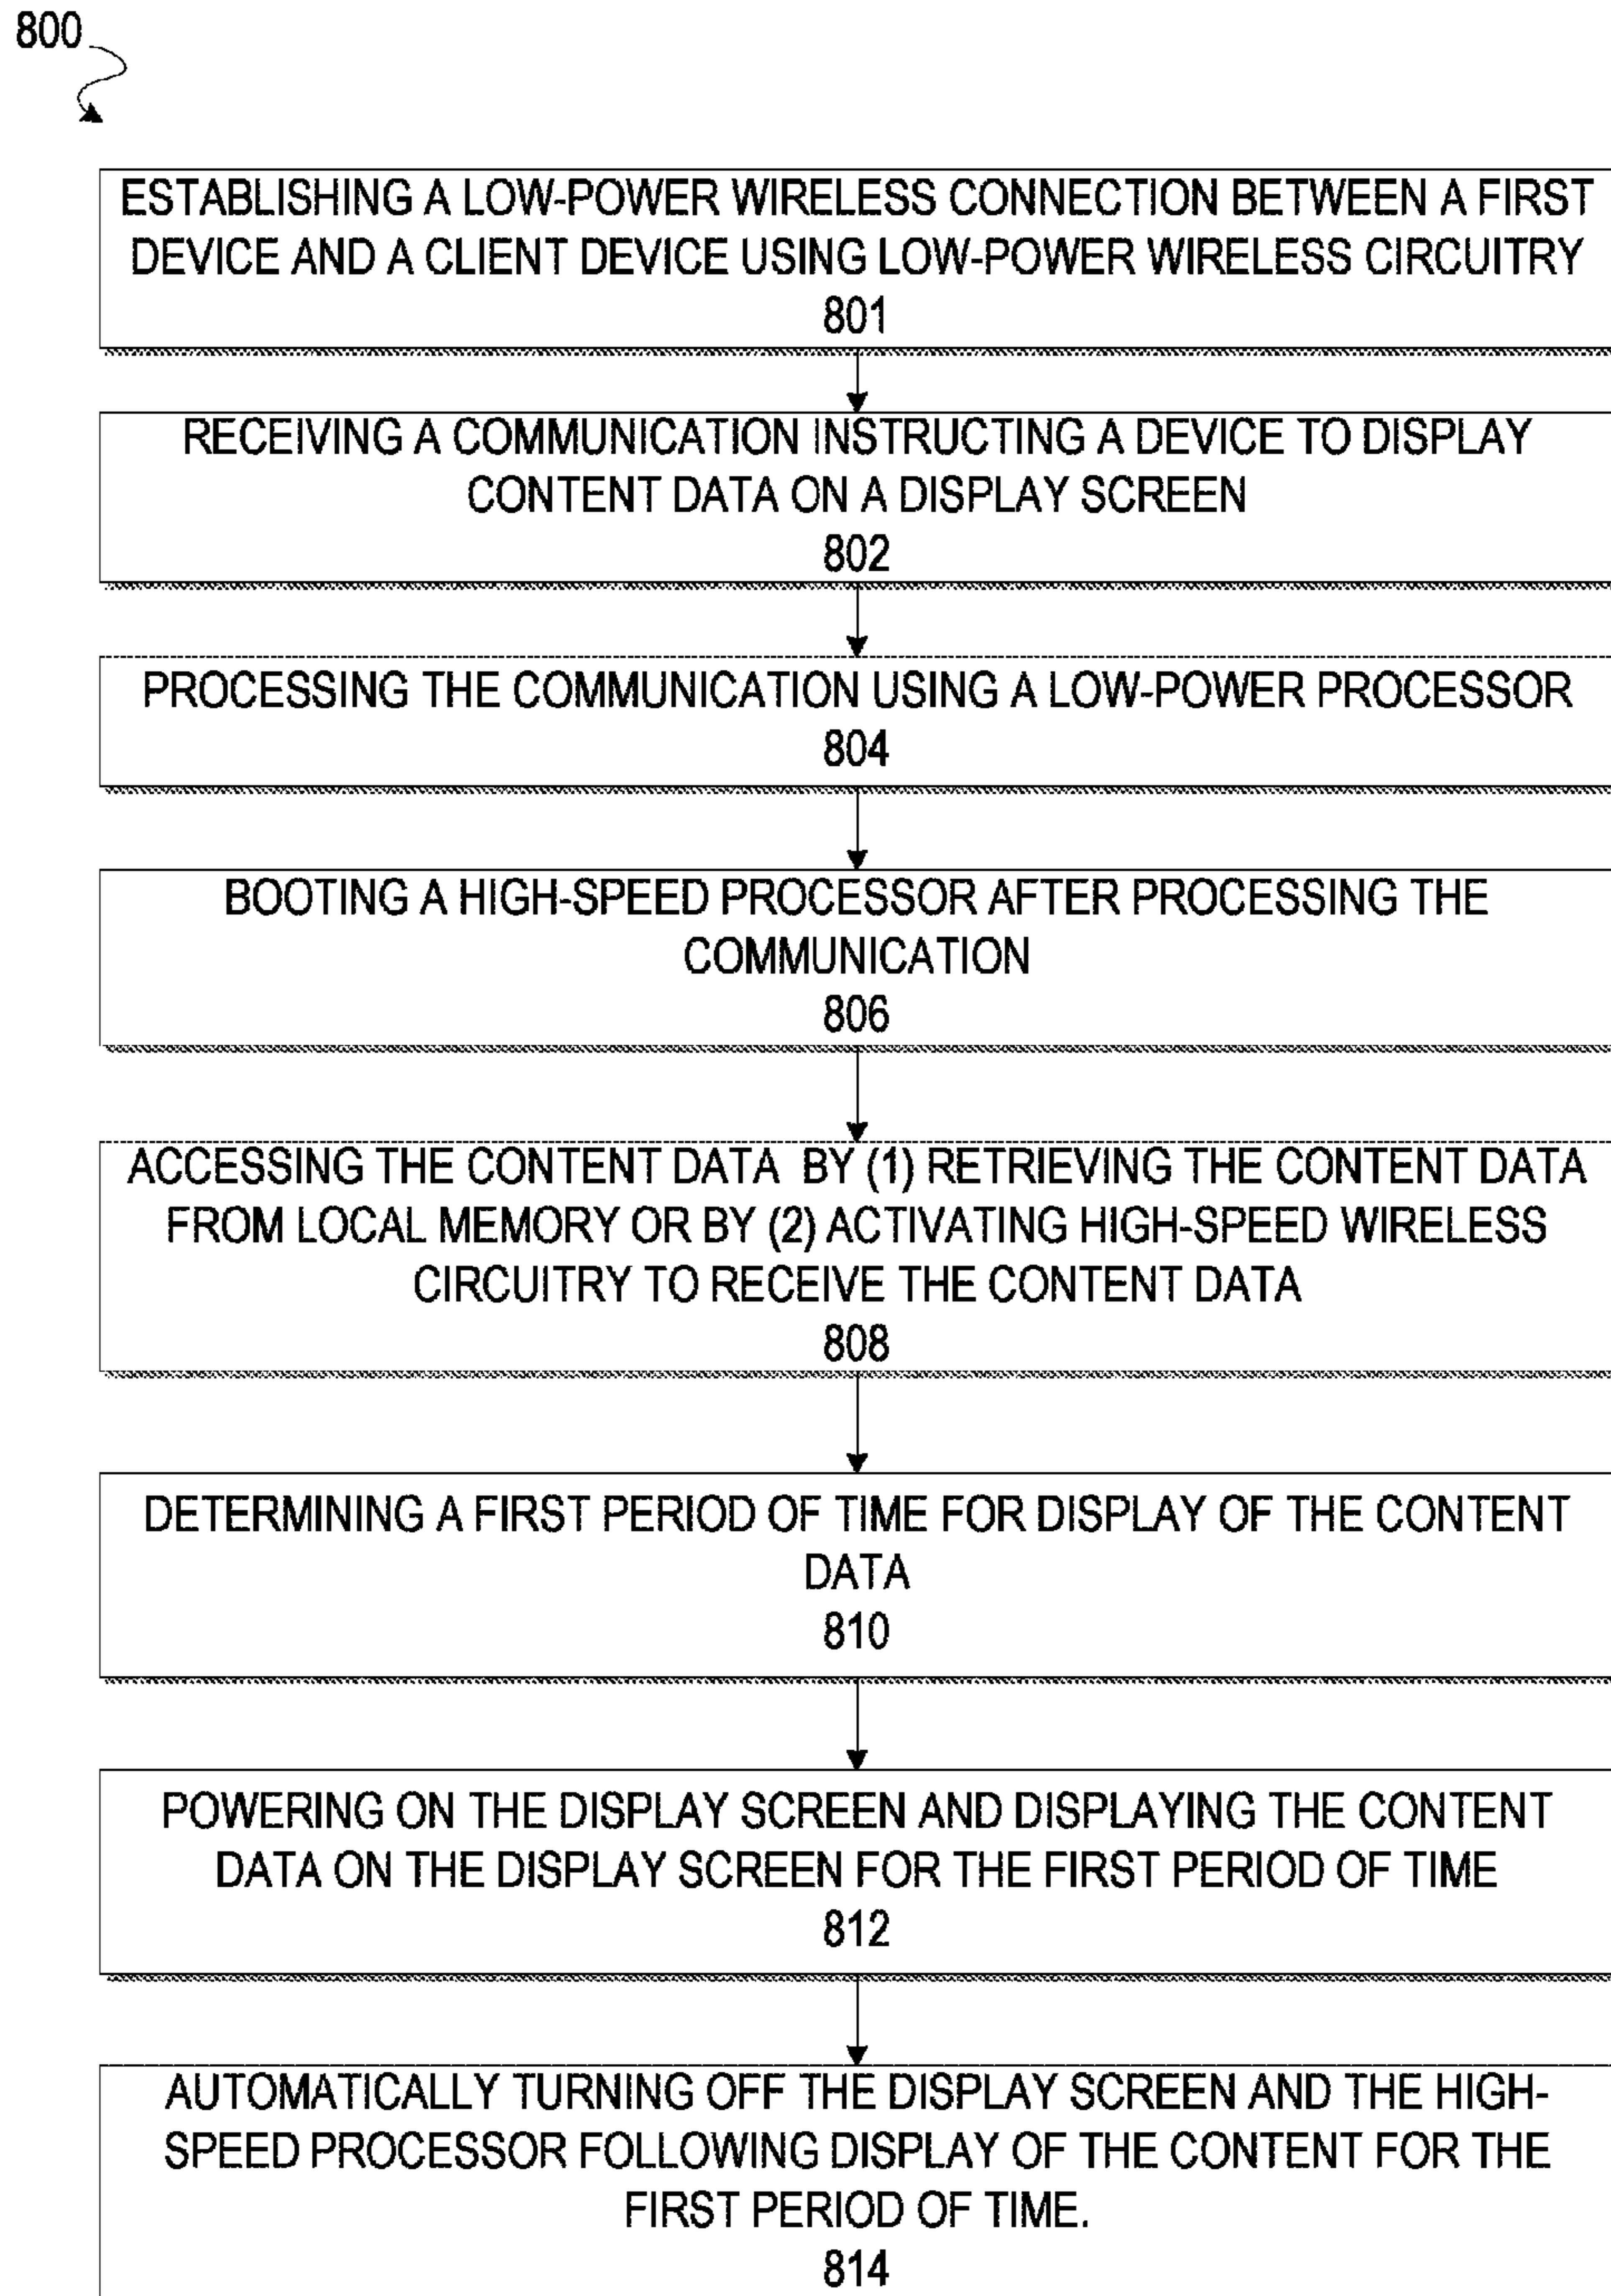 800
ESTABLISHING A LOW-POWER WIRELESS CONNECTION BETWEEN A FIRST
DEVICE AND A CLIENT DEVICE USING LOW-POWER WIRELESS CIRCUITRY
801
RECEIVING A COMMUNICATION INSTRUCTING A DEVICE TO DISPLAY
CONTENT DATA ON A DISPLAY SCREEN
802
PROCESSING THE COMMUNICATION USING A LOW-POWER PROCESSOR
804
BOOTING A HIGH-SPEED PROCESSOR AFTER PROCESSING THE
COMMUNICATION
806
ACCESSING THE CONTENT DATA BY (1) RETRIEVING THE CONTENT DATA
FROM LOCAL MEMORY OR BY (2) ACTIVATING HIGH-SPEED WIRELESS
CIRCUITRY TO RECEIVE THE CONTENT DATA
808
DETERMINING A FIRST PERIOD OF TIME FOR DISPLAY OF THE CONTENT
DATA
810
POWERING ON THE DISPLAY SCREEN AND DISPLAYING THE CONTENT
DATA ON THE DISPLAY SCREEN FOR THE FIRST PERIOD OF TIME
812
AUTOMATICALLY TURNING OFF THE DISPLAY SCREEN AND THE HIGH-
SPEED PROCESSOR FOLLOWING DISPLAY OF THE CONTENT FOR THE
FIRST PERIOD OF TIME.
814